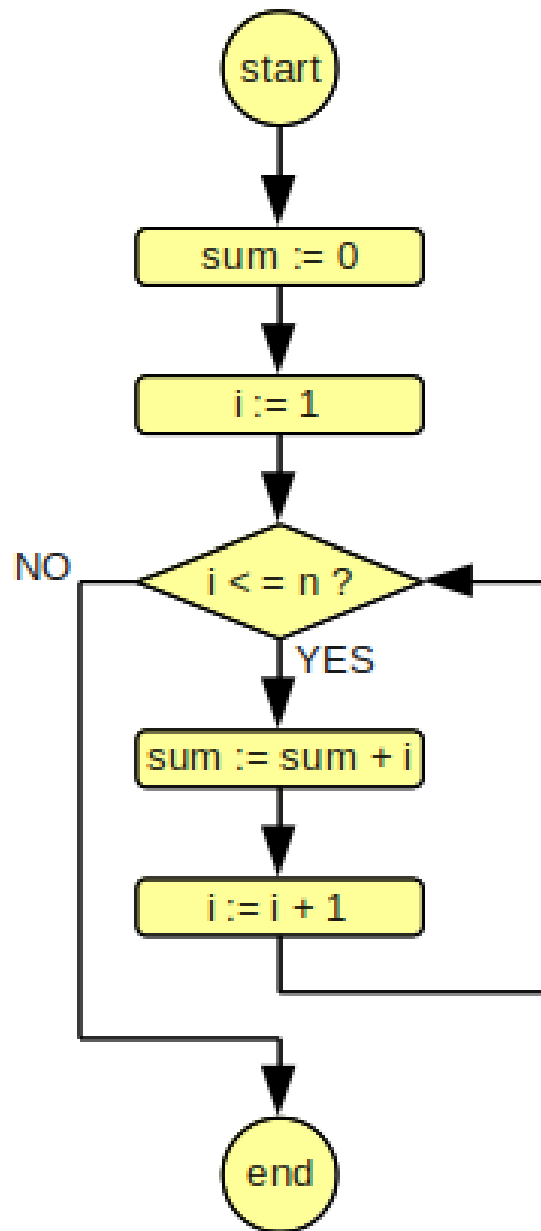 start
sum := 0
i := 1
NO
i < = n ?
YES
sum := sum + i
i := i + 1
end